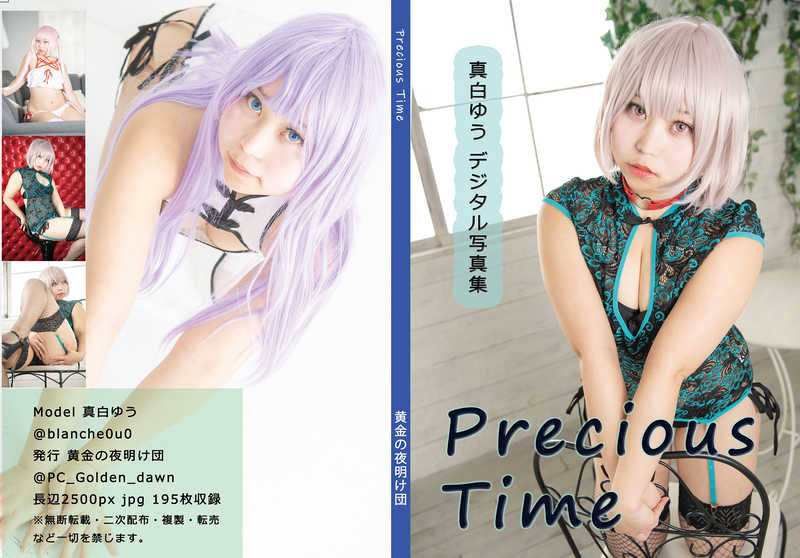 Model 真白ゆう
@blanche0u0
発行 黄金の夜明け団
@PC_Golden_dawn
長辺2500px jpg 195枚収録
※無断転載・二次配布・複製・転売
など一切を禁じます。
Precious Time
黄金の夜明け団
真白ゆう デジタル写真集
Precious
Time